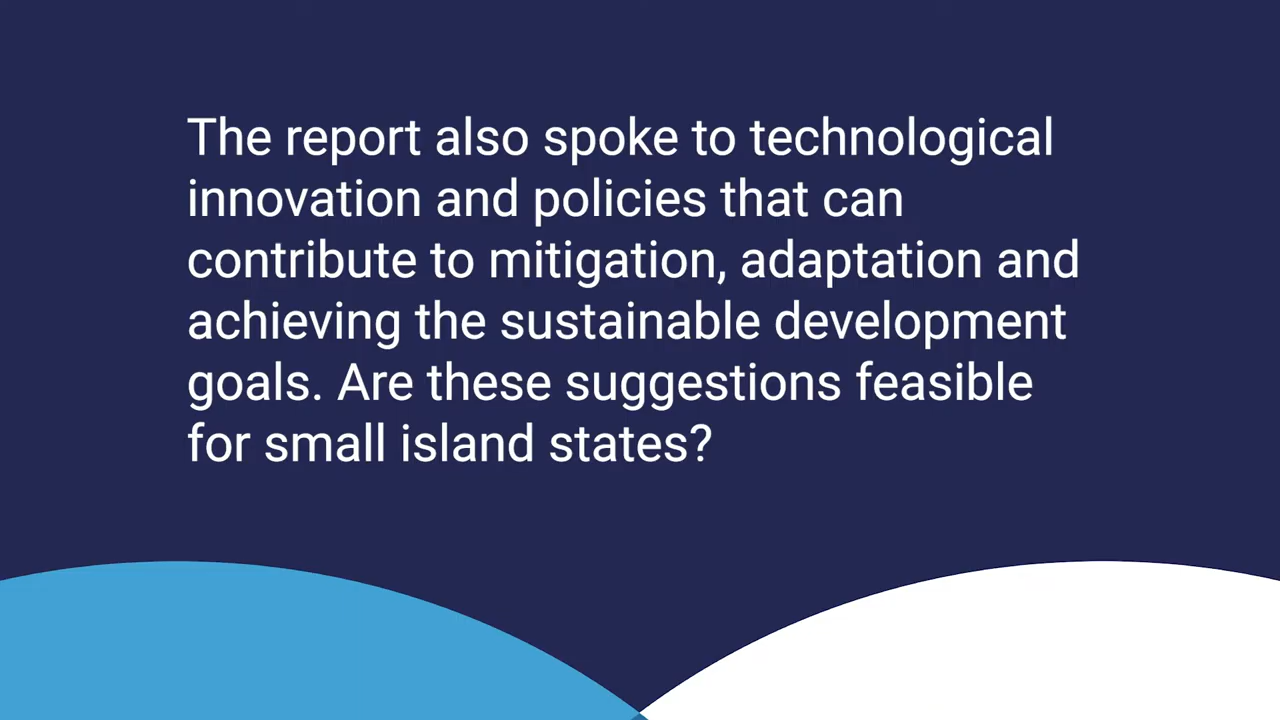 The report also spoke to technological
innovation and policies that can
contribute to mitigation, adaptation and
achieving the sustainable development
goals. Are these suggestions feasible
for small island states?